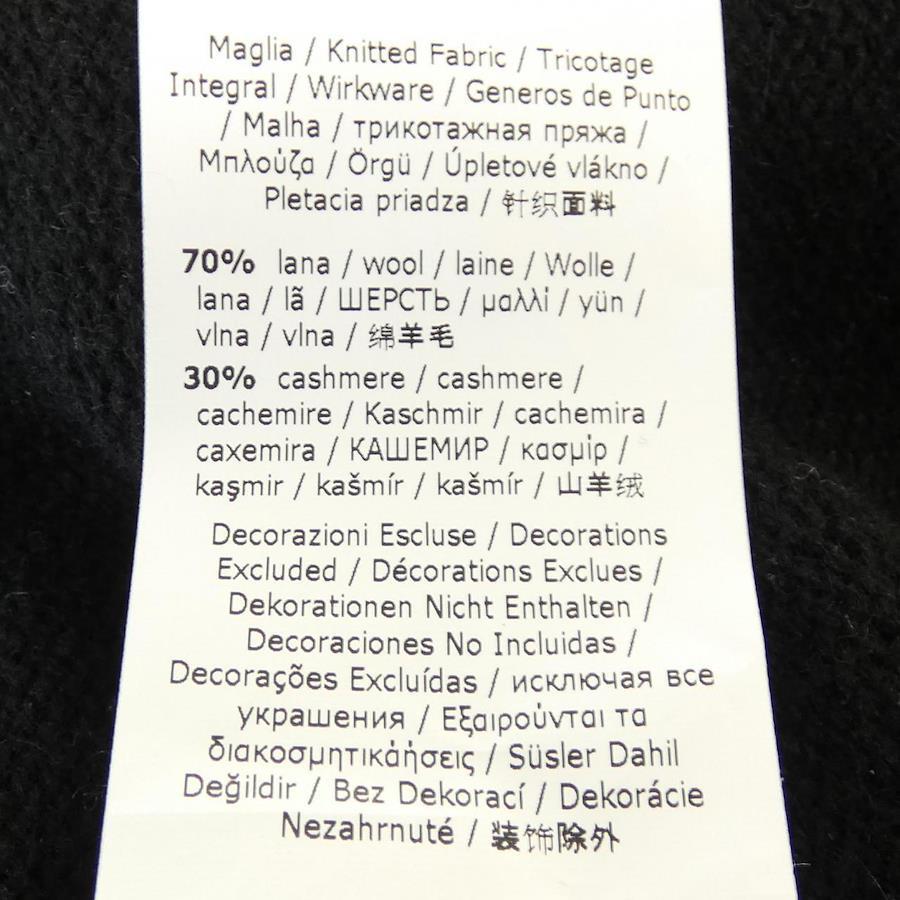 Maglia / Knitted Fabric / Tricotage
Integral / Wirkware / Generos de Punto
/ Malha / трикотажная пряжа /
Μπλούζα / Örgü / Úpletové vlákno /
Pletacia priadza / 针织面料
70% lana / wool / laine / Wolle /
lana / lã / ШЕРСТЬ / μαλλί / yün /
vlna / vlna / 绵羊毛
30% cashmere / cashmere /
cachemire / Kaschmir / cachemira /
caxemira / КАШЕМИР / κασμίρ /
kaşmir / kašmír / kašmír / 山羊绒
Decorazioni Escluse / Decorations
Excluded / Décorations Exclues /
Dekorationen Nicht Enthalten /
Decoraciones No Incluidas /
Decorações Excluídas / исключая все
украшения / Εξαιρούνται τα
διακοσμητικάήσεις / Süsler Dahil
Değildir / Bez Dekorací / Dekorácie
Nezahrnuté / 装饰除外